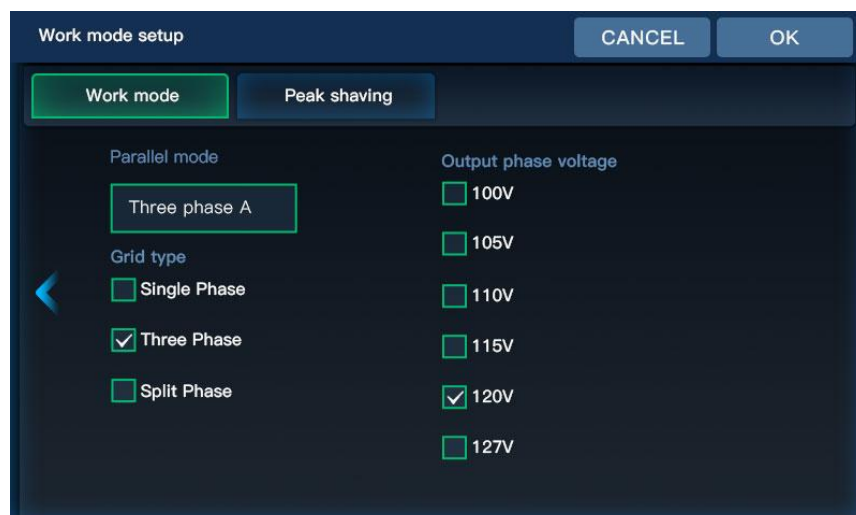 Work mode setup
CANCEL
OK
Work mode
Peak shaving
Parallel mode
Three phase A
Grid type
Single Phase
Three Phase
Split Phase
Output phase voltage
100V
105V
110V
115V
120V
127V